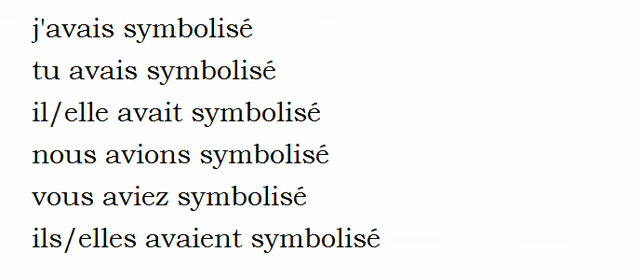 j'avais symbolisé
tu avais symbolisé
il/elle avait symbolisé
nous avions symbolisé
vous aviez symbolisé
ils/elles avaient symbolisé